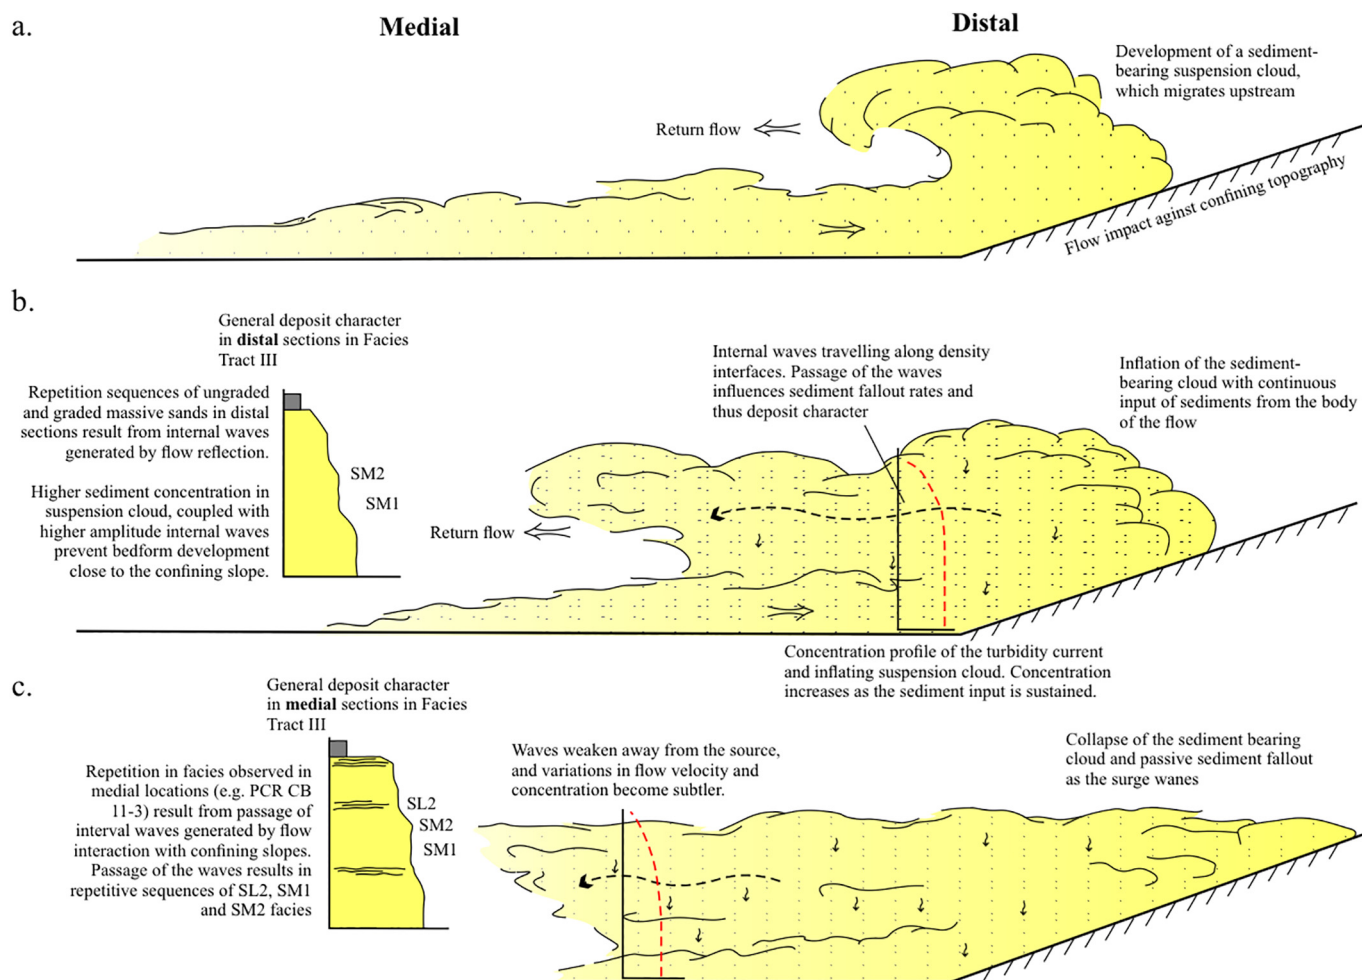 a.
Medial
Distal
Development of a sediment-
bearing suspension cloud,
which migrates upstream
Return flow
Flow impact aginst confining topography
b.
General deposit character
in distal sections in Facies
Tract III
Repetition sequences of ungraded
and graded massive sands in distal
sections result from internal waves
generated by flow reflection.
Higher sediment concentration in
suspension cloud, coupled with
higher amplitude internal waves
prevent bedform development
close to the confining slope.
SM2
SM1
Internal waves travelling along density
interfaces. Passage of the waves
influences sediment fallout rates and
thus deposit character
Inflation of the sediment-
bearing cloud with continuous
input of sediments from the body
of the flow
Return flow
Concentration profile of the turbidity current
and inflating suspension cloud. Concentration
increases as the sediment input is sustained.
c.
General deposit character
in medial sections in Facies
Tract III
Repetition in facies observed in
medial locations (e.g. PCR CB
11-3) result from passage of
interval waves generated by flow
interaction with confining slopes.
Passage of the waves results in
repetitive sequences of SL2, SM1
and SM2 facies
SL2
SM2
SM1
Waves weaken away from the source,
and variations in flow velocity and
concentration become subtler.
Collapse of the sediment bearing
cloud and passive sediment fallout
as the surge wanes